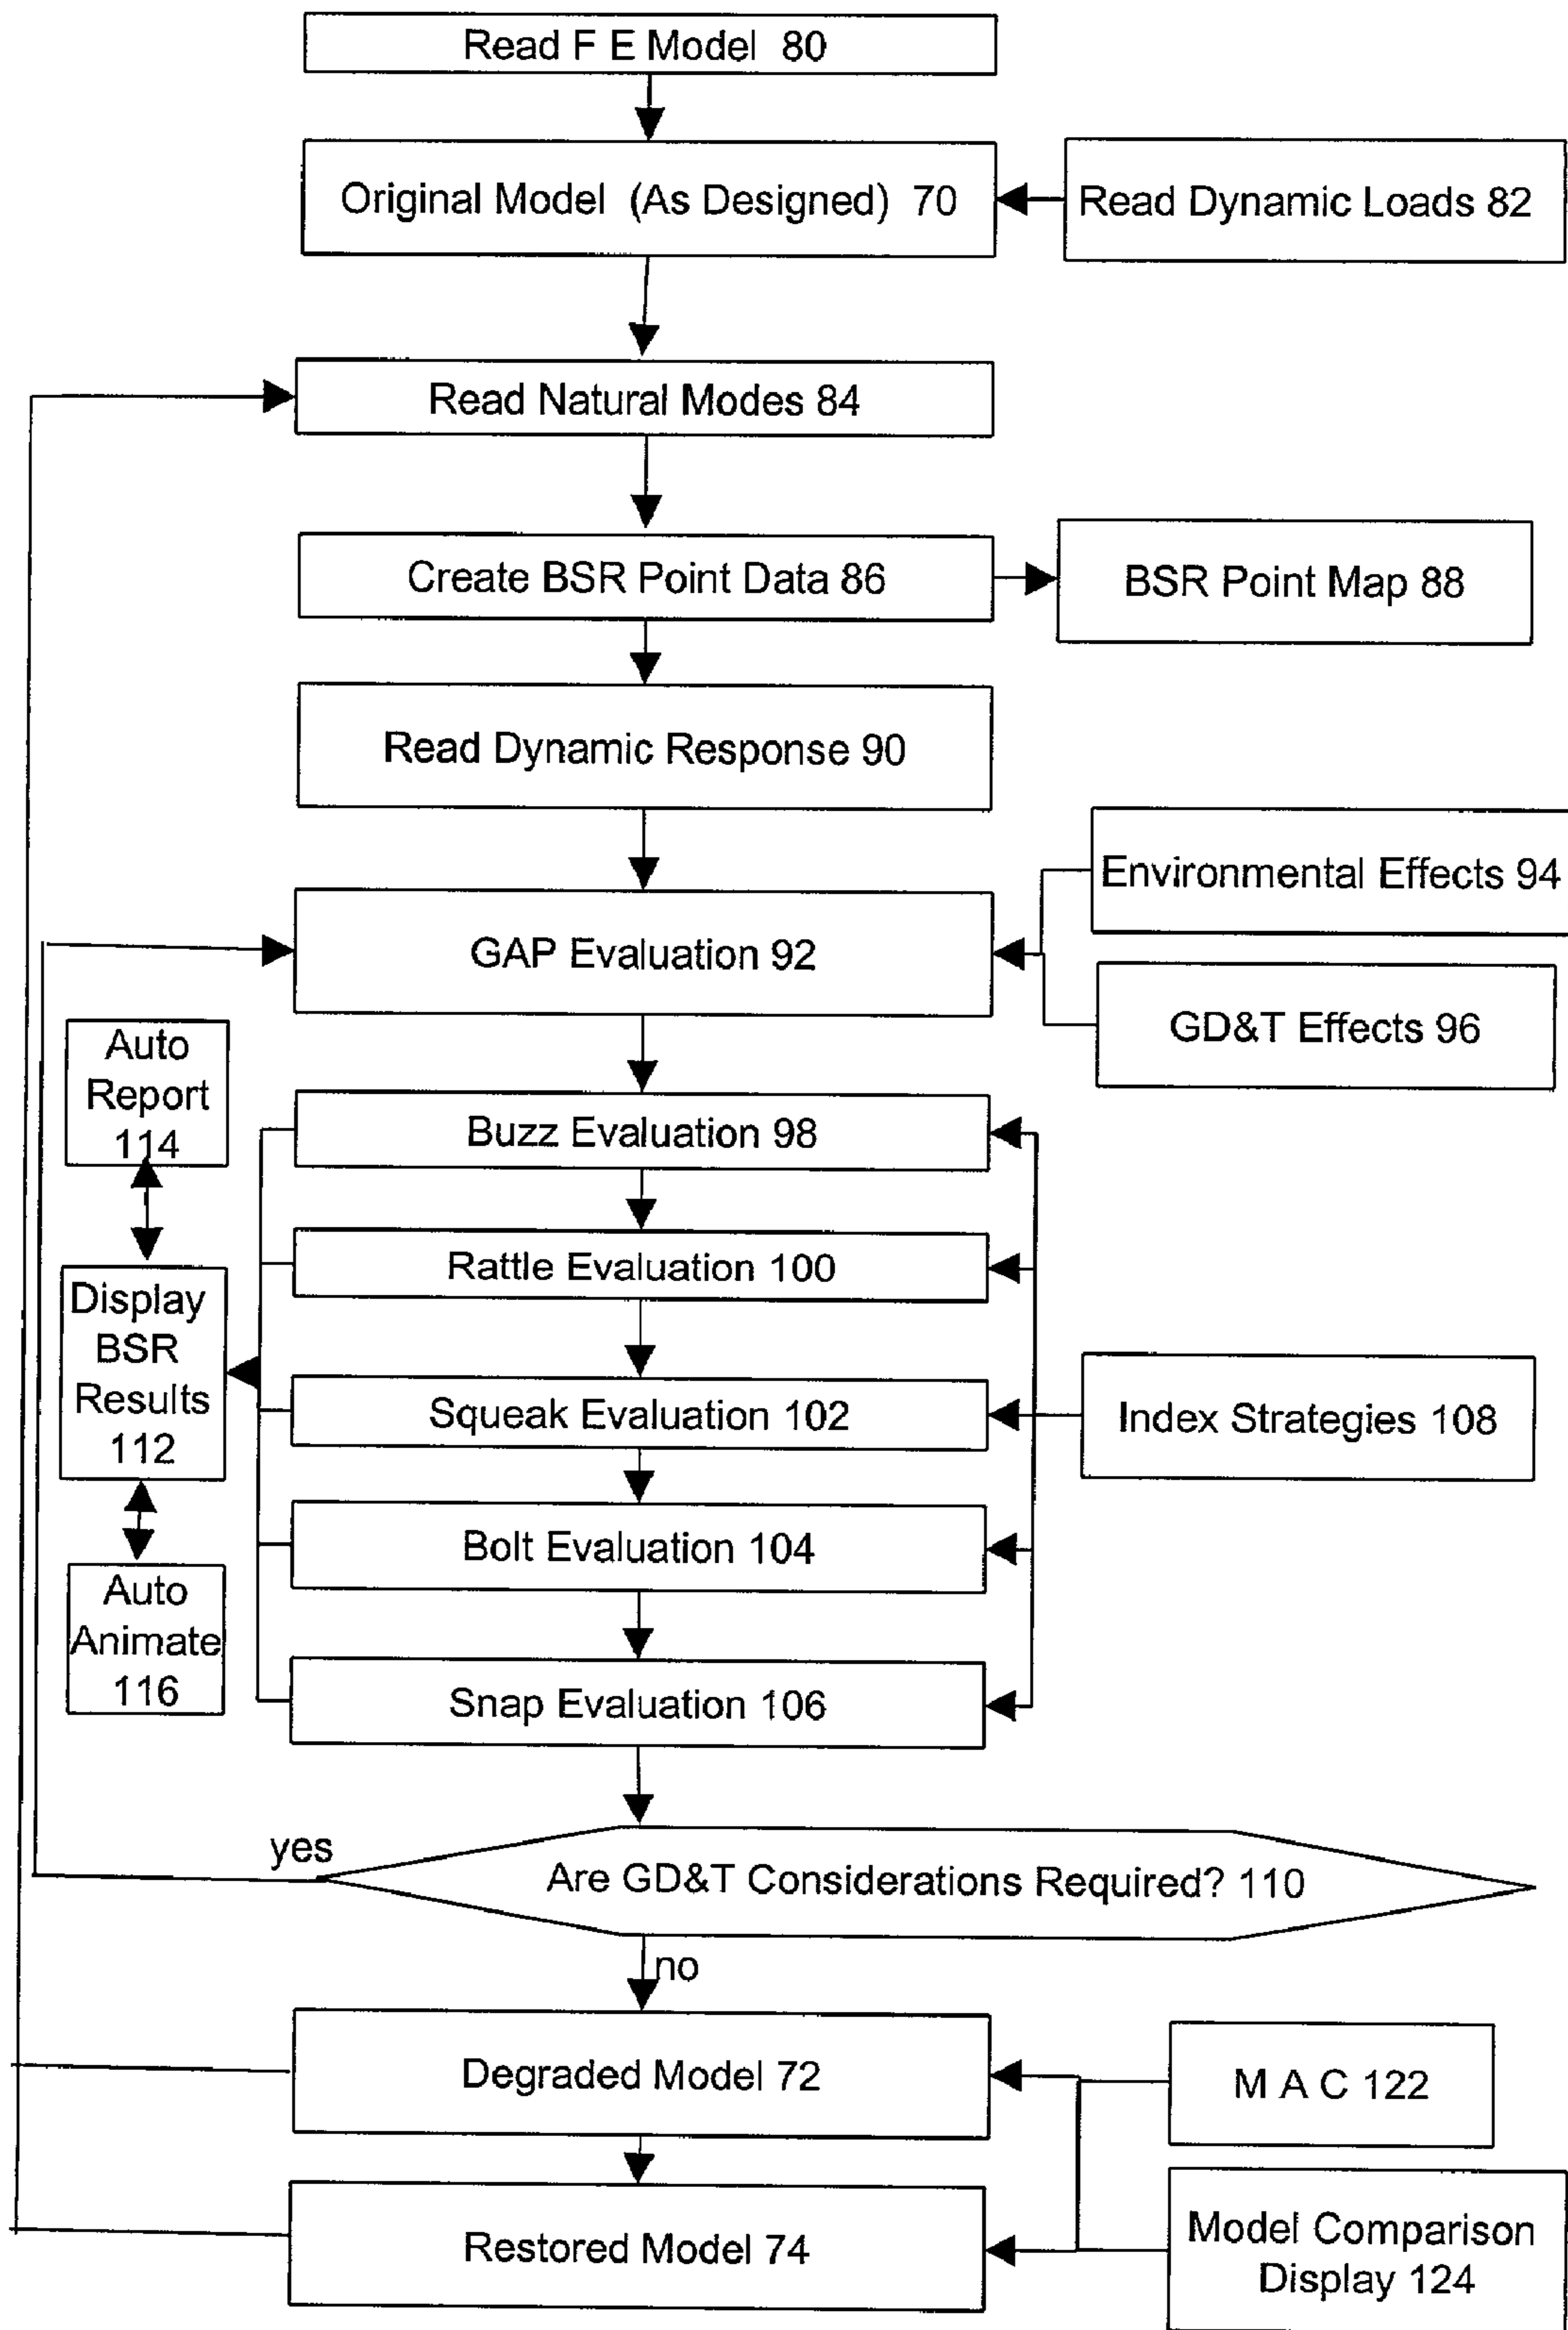 Read F E Model 80
Original Model (As Designed) 70
Read Dynamic Loads 82
Read Natural Modes 84
Create BSR Point Data 86
BSR Point Map 88
Read Dynamic Response 90
Environmental Effects 94
GAP Evaluation 92
GD&T Effects 96
Auto
Report
114
Buzz Evaluation 98
Rattle Evaluation 100
Display
BSR
Results
112
Squeak Evaluation 102
Index Strategies 108
Bolt Evaluation 104
Auto
Animate
116
Snap Evaluation 106
yes
Are GD&T Considerations Required? 110
no
Degraded Model 72
M A C 122
Restored Model 74
Model Comparison
Display 124